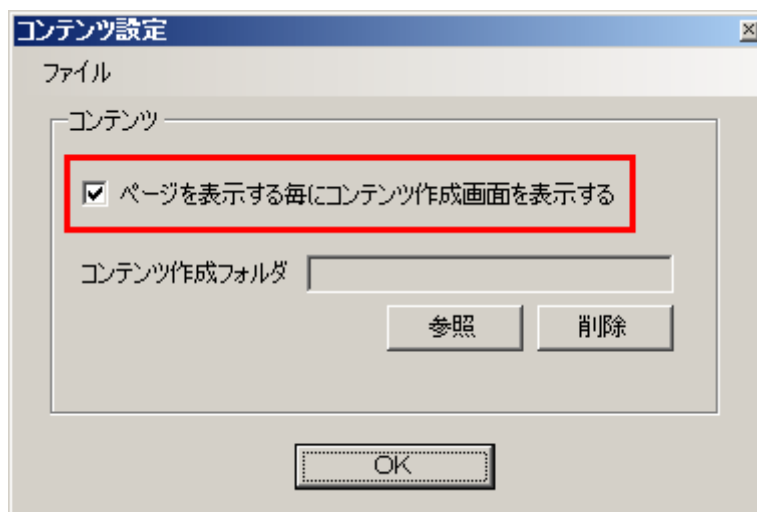 コンテンツ設定
ファイル
コンテンツ
ページを表示する毎にコンテンツ作成画面を表示する
コンテンツ作成フォルダ
参照 削除
OK